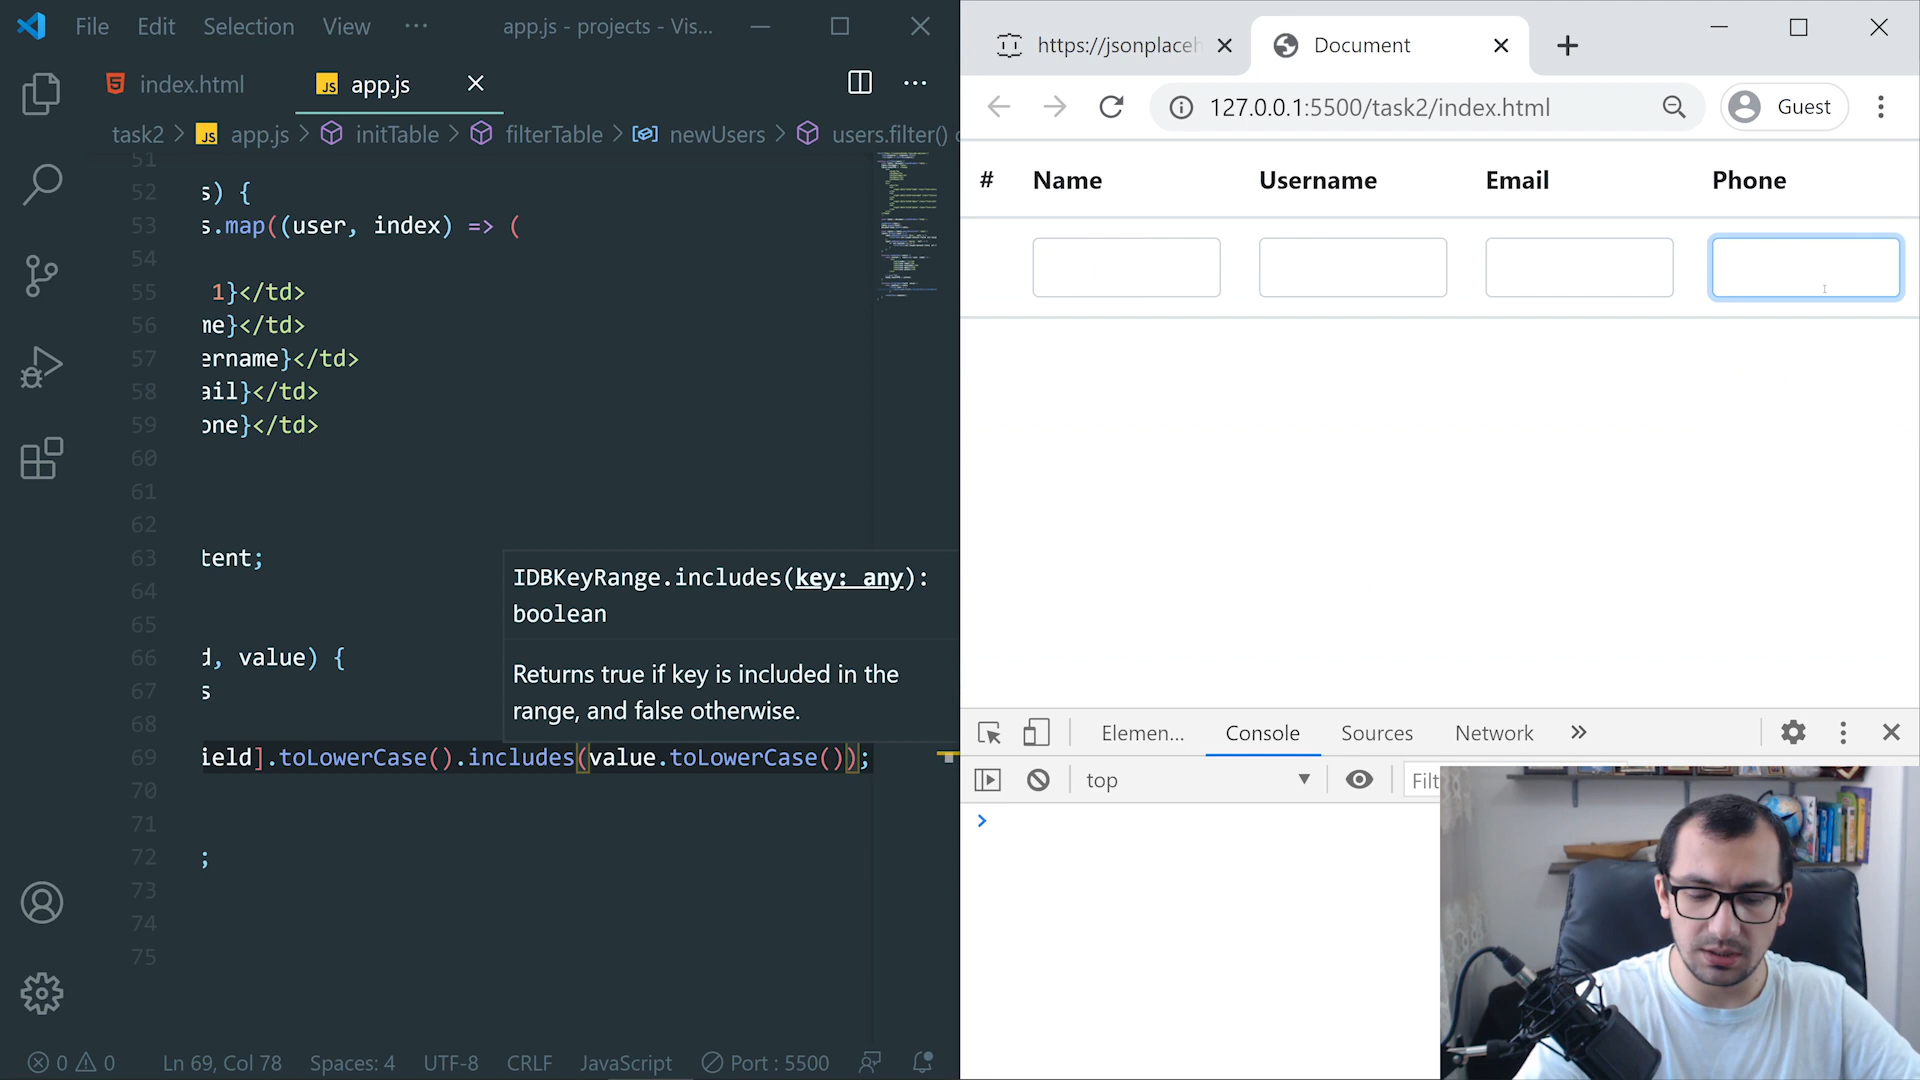 File Edit Selection View ··· app.js - projects - Vis...
index.html JS app.js
task2 > JS app.js > initTable > filterTable > newUsers > users.filter()
51
52 s) {
53 s.map((user, index) => (
54
55 1}</td>
56 me}</td>
57 ername}</td>
58 ail}</td>
59 one}</td>
60
61
62
63 tent;
64
65
66 d, value) {
67 s
68
69 ield].toLowerCase().includes(value.toLowerCase());
70
71
72 ;
73
74
75
IDBKeyRange.includes(key: any):
boolean
Returns true if key is included in the
range, and false otherwise.
0 0 Ln 69, Col 78 Spaces: 4 UTF-8 CRLF JavaScript Port : 5500
https://jsonplaceh Document
127.0.0.1:5500/task2/index.html Guest
# Name Username Email Phone
Elemen... Console Sources Network »
top Filt
>